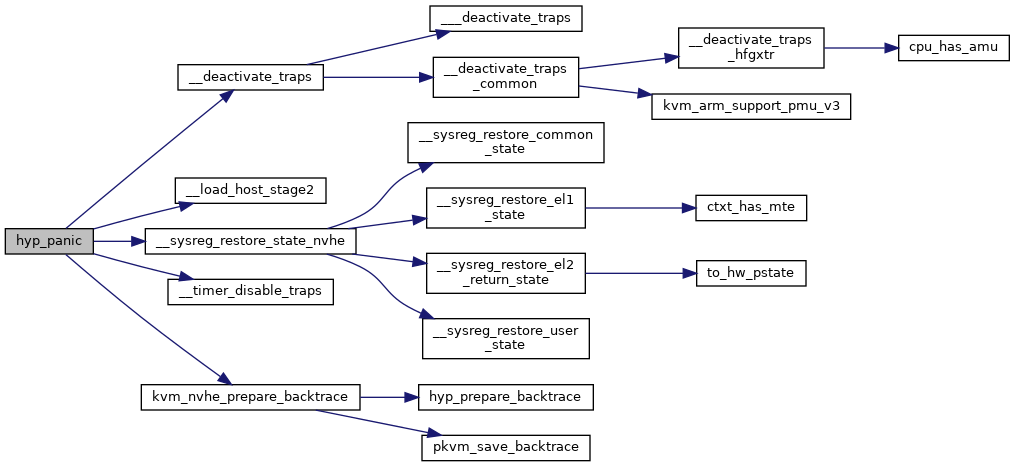 ___deactivate_traps
__deactivate_traps
__deactivate_traps
_common
__deactivate_traps
_hfgxtr
cpu_has_amu
kvm_arm_support_pmu_v3
__sysreg_restore_common
_state
__load_host_stage2
__sysreg_restore_el1
_state
ctxt_has_mte
hyp_panic
__sysreg_restore_state_nvhe
__sysreg_restore_el2
_return_state
to_hw_pstate
__timer_disable_traps
__sysreg_restore_user
_state
kvm_nvhe_prepare_backtrace
hyp_prepare_backtrace
pkvm_save_backtrace